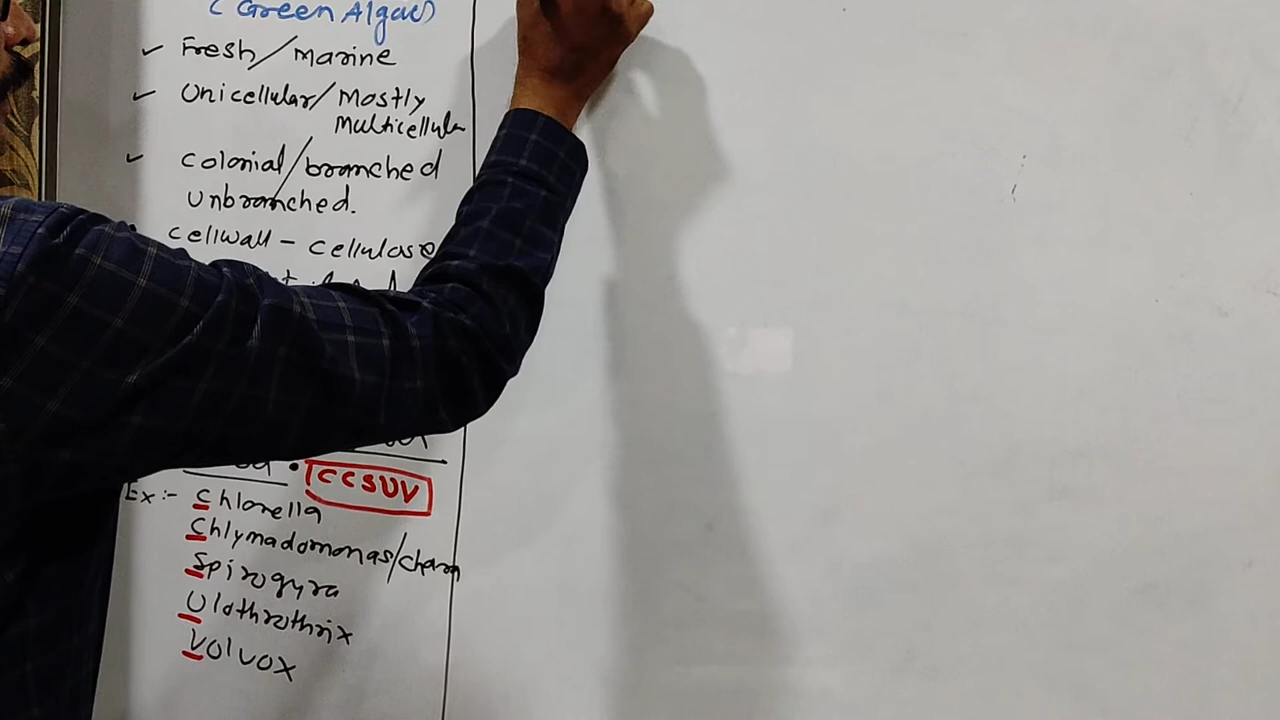 (Green Algae)
✓ Fresh/marine
✓ Unicellular/Mostly
Multicellular
✓ Colonial/branched
Unbranched.
Cellwall - Cellulose
CCSUV
Ex:- Chlorella
Chlymadomonas/Chara
Spirogyra
Ulothrothrix
Volvox